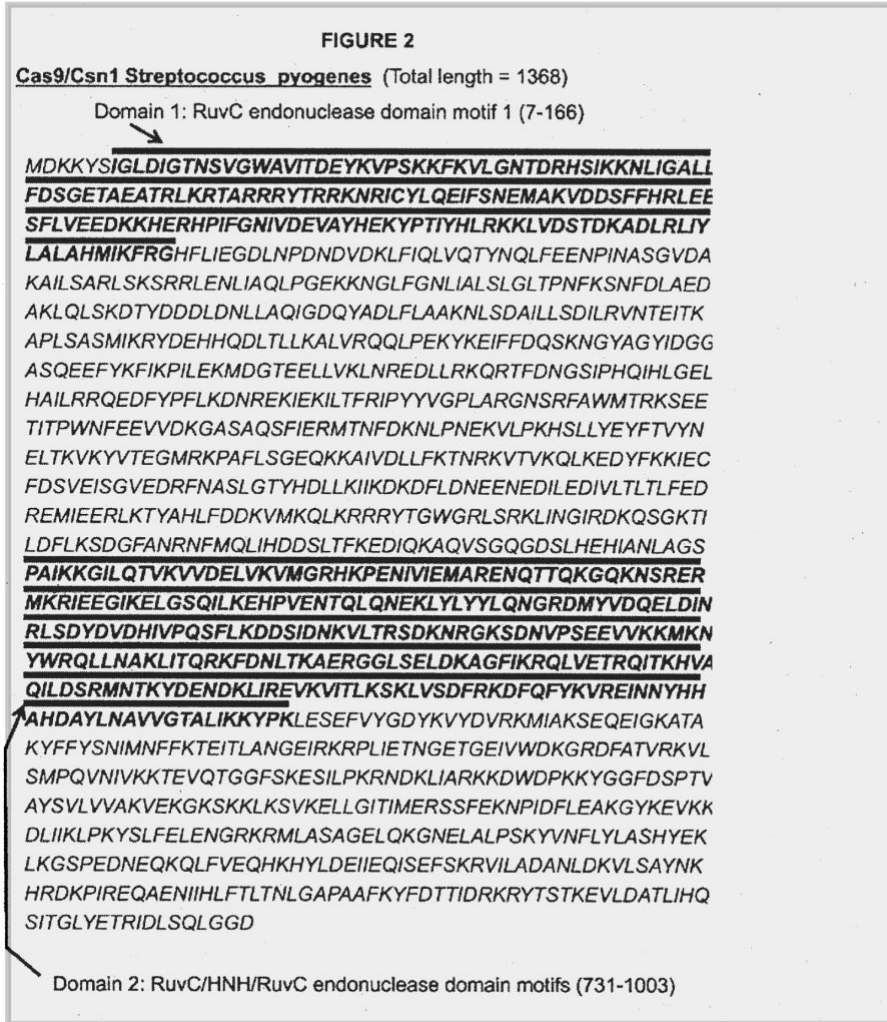 FIGURE 2
Cas9/Csn1 Streptococcus pyogenes (Total length = 1368)
Domain 1: RuvC endonuclease domain motif 1 (7-166)
MDKKYSIGLDIGTNSVGWAVITDEYKVPSKKFKVLGNTDRHSIKKNLIGALL
FDSGETAEATRLKRTARRRYTRRKNRICYLQEIFSNEMAKVDDSFFHRLEE
SFLVEEDKKHERHPIFGNIVDEVAYHEKYPTIYHLRKKLVDSTDKADLRLIY
LALAHMIKFRGHFLIEGDLNPDNDVDKLFIQLVQTYNQLFEENPINASGVDA
KAILSARLSKSRRLENLIAQLPGEKKNGLFGNLIALSLGLTPNFKSNFDLAED
AKLQLSKDTYDDDLDNLLAQIGDQYADLFLAAKNLSDAILLSDILRVNTEITK
APLSASMIKRYDEHHQDLTLLKALVRQQLPEKYKEIFFDQSKNGYAGYIDGG
ASQEEFYKFIKPILEKMDGTEELLVKLNREDLLRKQRTFDNGSIPHQIHLGEL
HAILRRQEDFYPFLKDNREKIEKILTFRIPYYVGPLARGNSRFAWMTRKSEE
TITPWNFEEVVDKGASAQSFIERMTNFDKNLPNEKVLPKHSLLYEYFTVYN
ELTKVKYVTEGMRKPAFLSGEQKKAIVDLLFKTNRKVTVKQLKEDYFKKIEC
FDSVEISGVEDRFNASLGTYHDLLKIIKDKDFLDNEENEDILEDIVLTLTLFED
REMIEERLKTYAHLFDDKVMKQLKRRRYTGWGRLSRKLINGIRDKQSGKTI
LDFLKSDGFANRNFMQLIHDDSLTFKEDIQKAQVSGQGDSLHEHIANLAGS
PAIKKGILQTVKVVDELVKVMGRHKPENIVIEMARENQTTQKGQKNSRER
MKRIEEGIKELGSQILKEHPVENTQLQNEKLYLYYLQNGRDMYVDQELDIN
RLSDYDVDHIVPQSFLKDDSIDNKVLTRSDKNRGKSDNVPSEEVVKKMKN
YWRQLLNAKLITQRKFDNLTKAERGGLSELDKAGFIKRQLVETRQITKHVA
QILDSRMNTKYDENDKLIREVKVITLKSKLVSDFRKDFQFYKVREINNYHH
AHDAYLNAVVGTALIKKYPKLESEFVYGDYKVYDVRKMIAKSEQEIGKATA
KYFFYSNIMNFFKTEITLANGEIRKRPLIETNGETGEIVWDKGRDFATVRKVL
SMPQVNIVKKTEVQTGGFSKESILPKRNDKLIARKKDWDPKKYGGFDSPTV
AYSVLVVAKVEKGKSKKLKSVKELLGITIMERSSFEKNPIDFLEAKGYKEVKK
DLIIKLPKYSLFELENGRKRMLASAGELQKGNELALPSKYVNFLYLASHYEK
LKGSPEDNEQKQLFVEQHKHYLDEIIEQISEFSKRVILADANLDKVLSAYNK
HRDKPIREQAENIIHLFTLTNLGAPAAFKYFDTTIDRKRYTSTKEVLDATLIHQ
SITGLYETRIDLSQLGGD
Domain 2: RuvC/HNH/RuvC endonuclease domain motifs (731-1003)